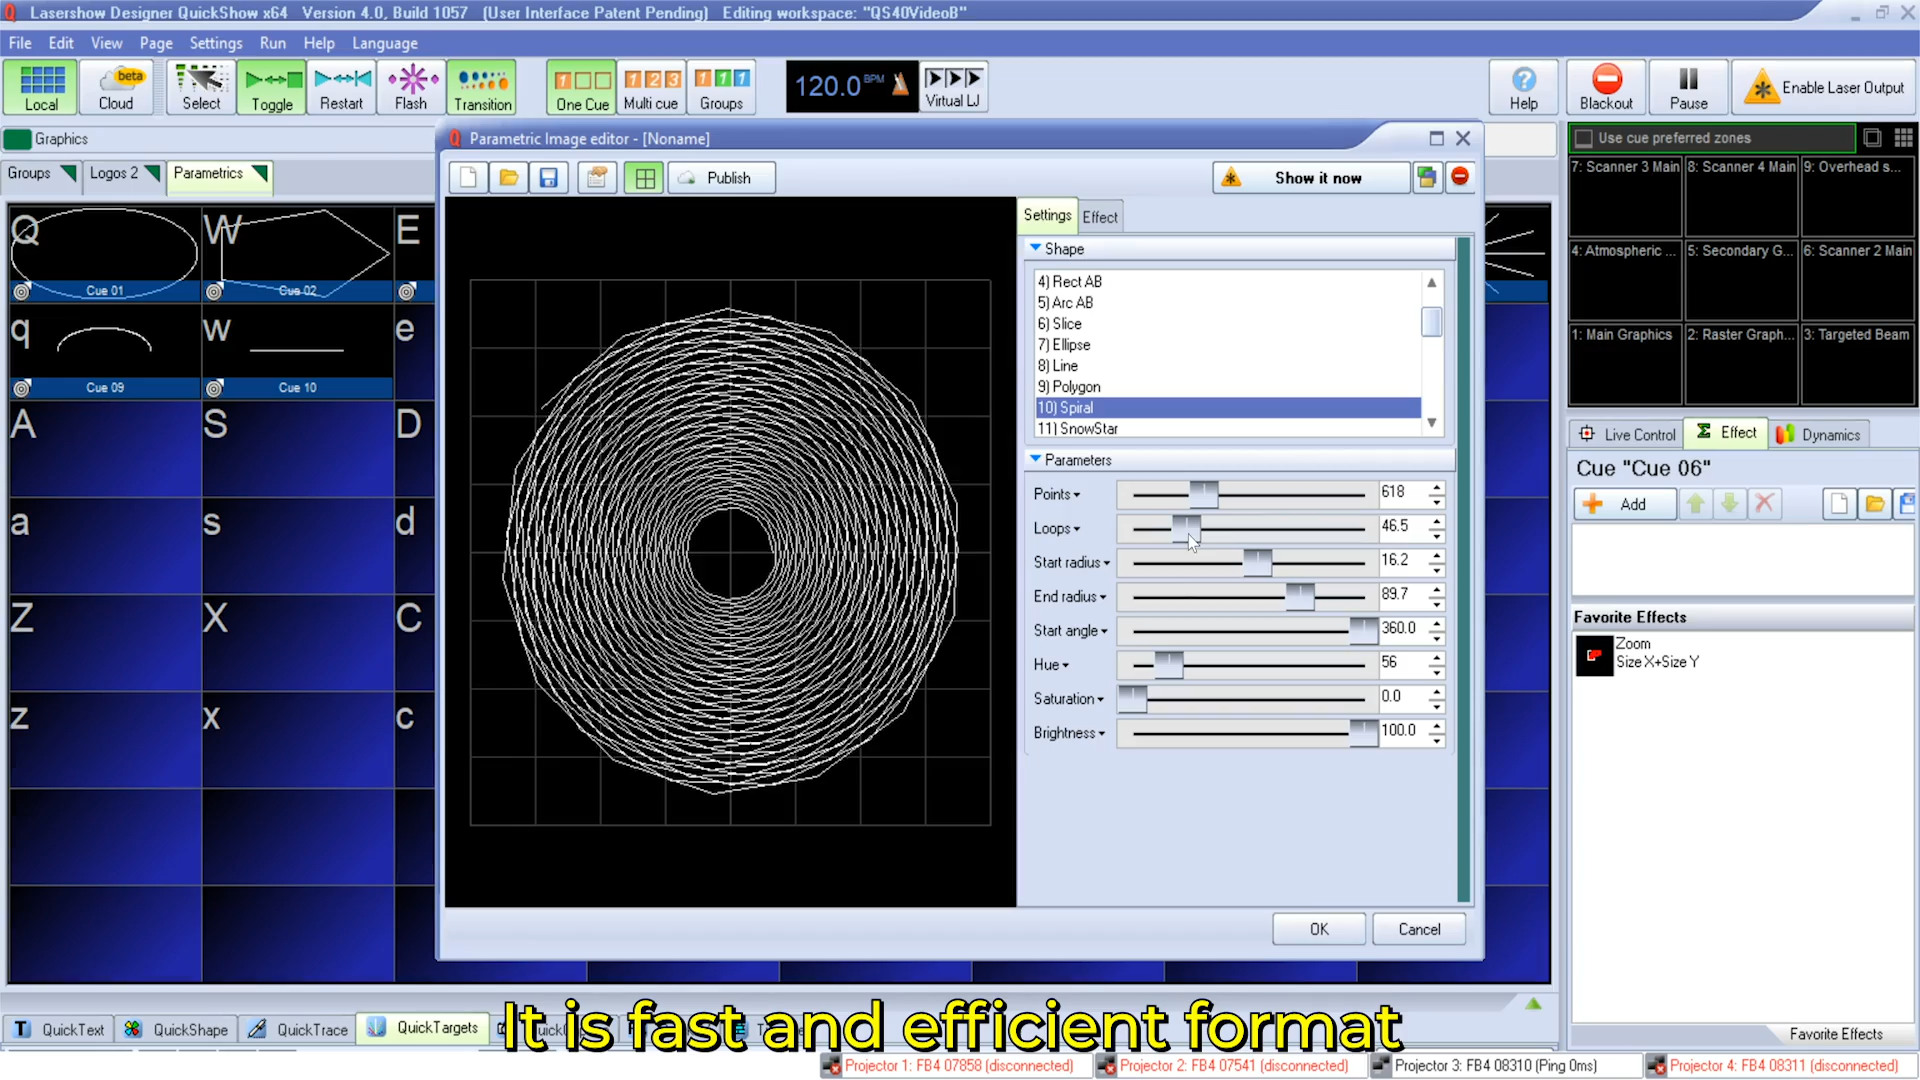 Lasershow Designer QuickShow x64 Version 4.0, Build 1057 (User Interface Patent Pending) Editing workspace: "QS40VideoB"
File Edit View Page Settings Run Help Language
Local
beta
Cloud
Select
Toggle
Restart
Flash
Transition
One Cue
1 2 3
Multi cue
1 1 1
Groups
120.0 BPM
Virtual LJ
Help
Blackout
Pause
Enable Laser Output
Graphics
Groups
Logos 2
Parametrics
Q
Cue 01
W
Cue 02
E
q
Cue 09
w
Cue 10
e
A S D
a s d
Z X C
z x c
Parametric Image editor - [Noname]
Publish
Show it now
Settings Effect
Shape
4) Rect AB
5) Arc AB
6) Slice
7) Ellipse
8) Line
9) Polygon
10) Spiral
11) SnowStar
Parameters
Points 618
Loops 46.5
Start radius 16.2
End radius 89.7
Start angle 360.0
Hue 56
Saturation 0.0
Brightness 100.0
OK Cancel
Use cue preferred zones
7: Scanner 3 Main 8: Scanner 4 Main 9: Overhead s...
4: Atmospheric ... 5: Secondary G... 6: Scanner 2 Main
1: Main Graphics 2: Raster Graph... 3: Targeted Beam
Live Control Effect Dynamics
Cue "Cue 06"
Add
Favorite Effects
Zoom
Size X+Size Y
Favorite Effects
QuickText QuickShape QuickTrace QuickTargets
It is fast and efficient format
Projector 1: FB4 07858 (disconnected) Projector 2: FB4 07541 (disconnected) Projector 3: FB4 08310 (Ping 0ms) Projector 4: FB4 08311 (disconnected)